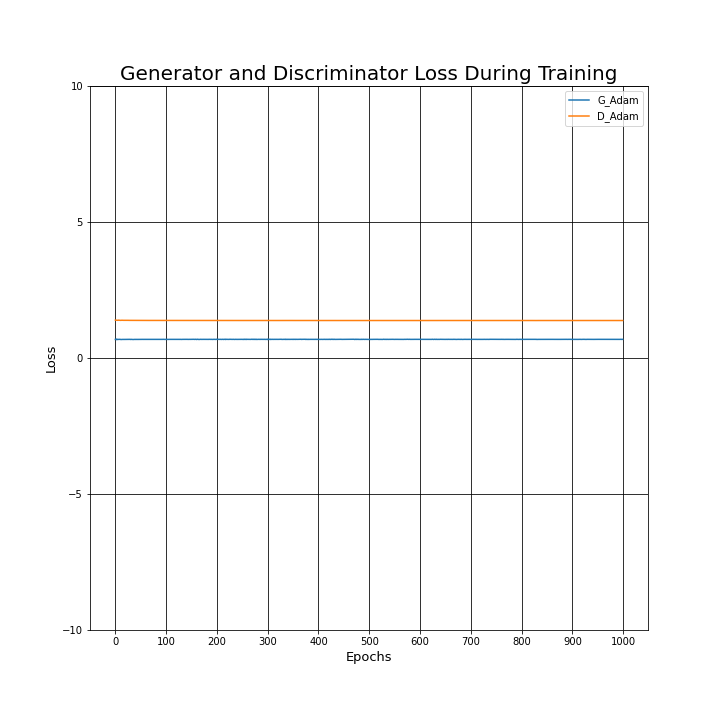 Generator and Discriminator Loss During Training
10
G_Adam
D_Adam
5
0
Loss
−5
−10
0 100 200 300 400 500 600 700 800 900 1000
Epochs